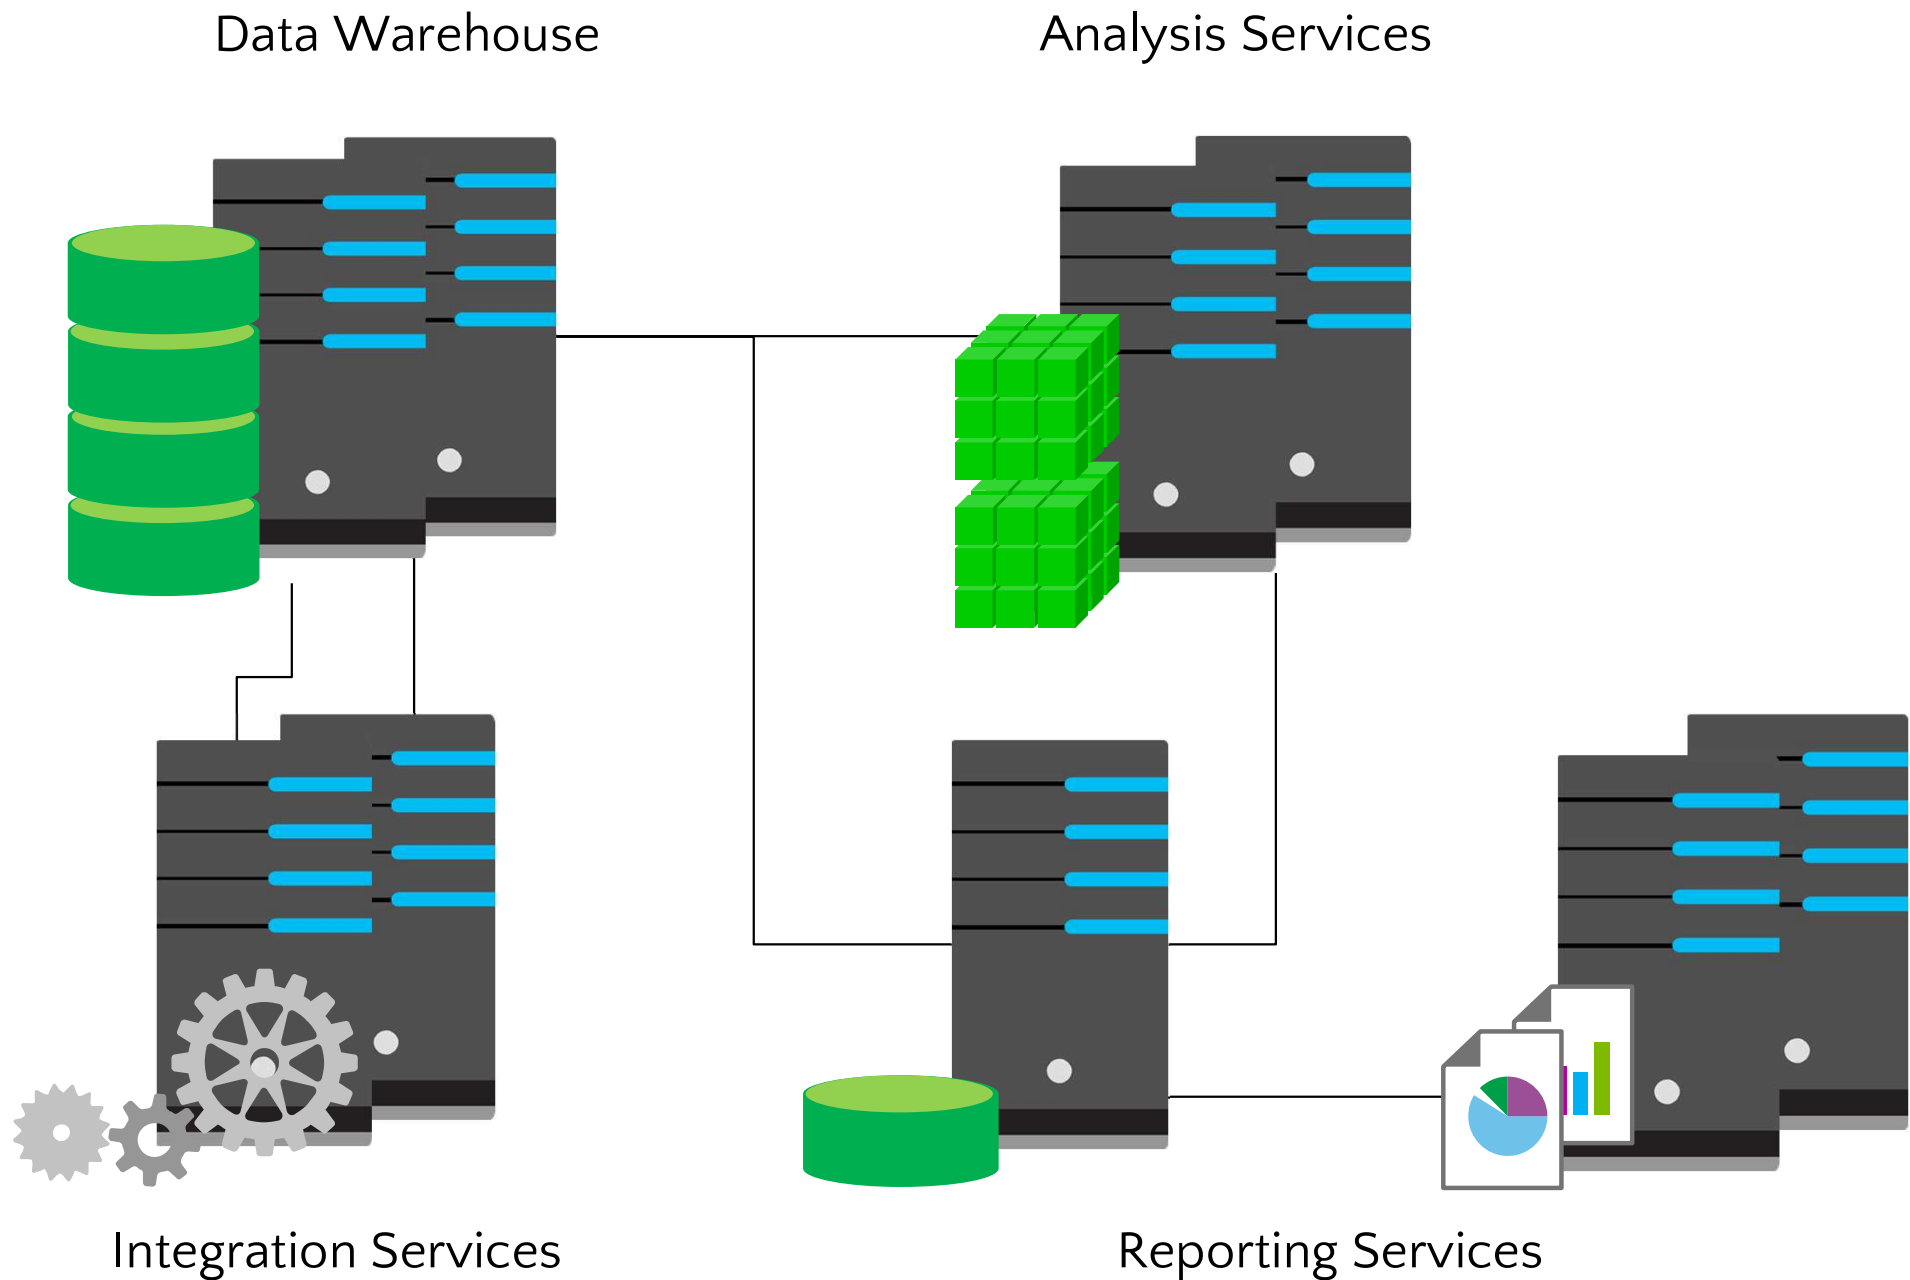 Data Warehouse
Analysis Services
Integration Services
Reporting Services